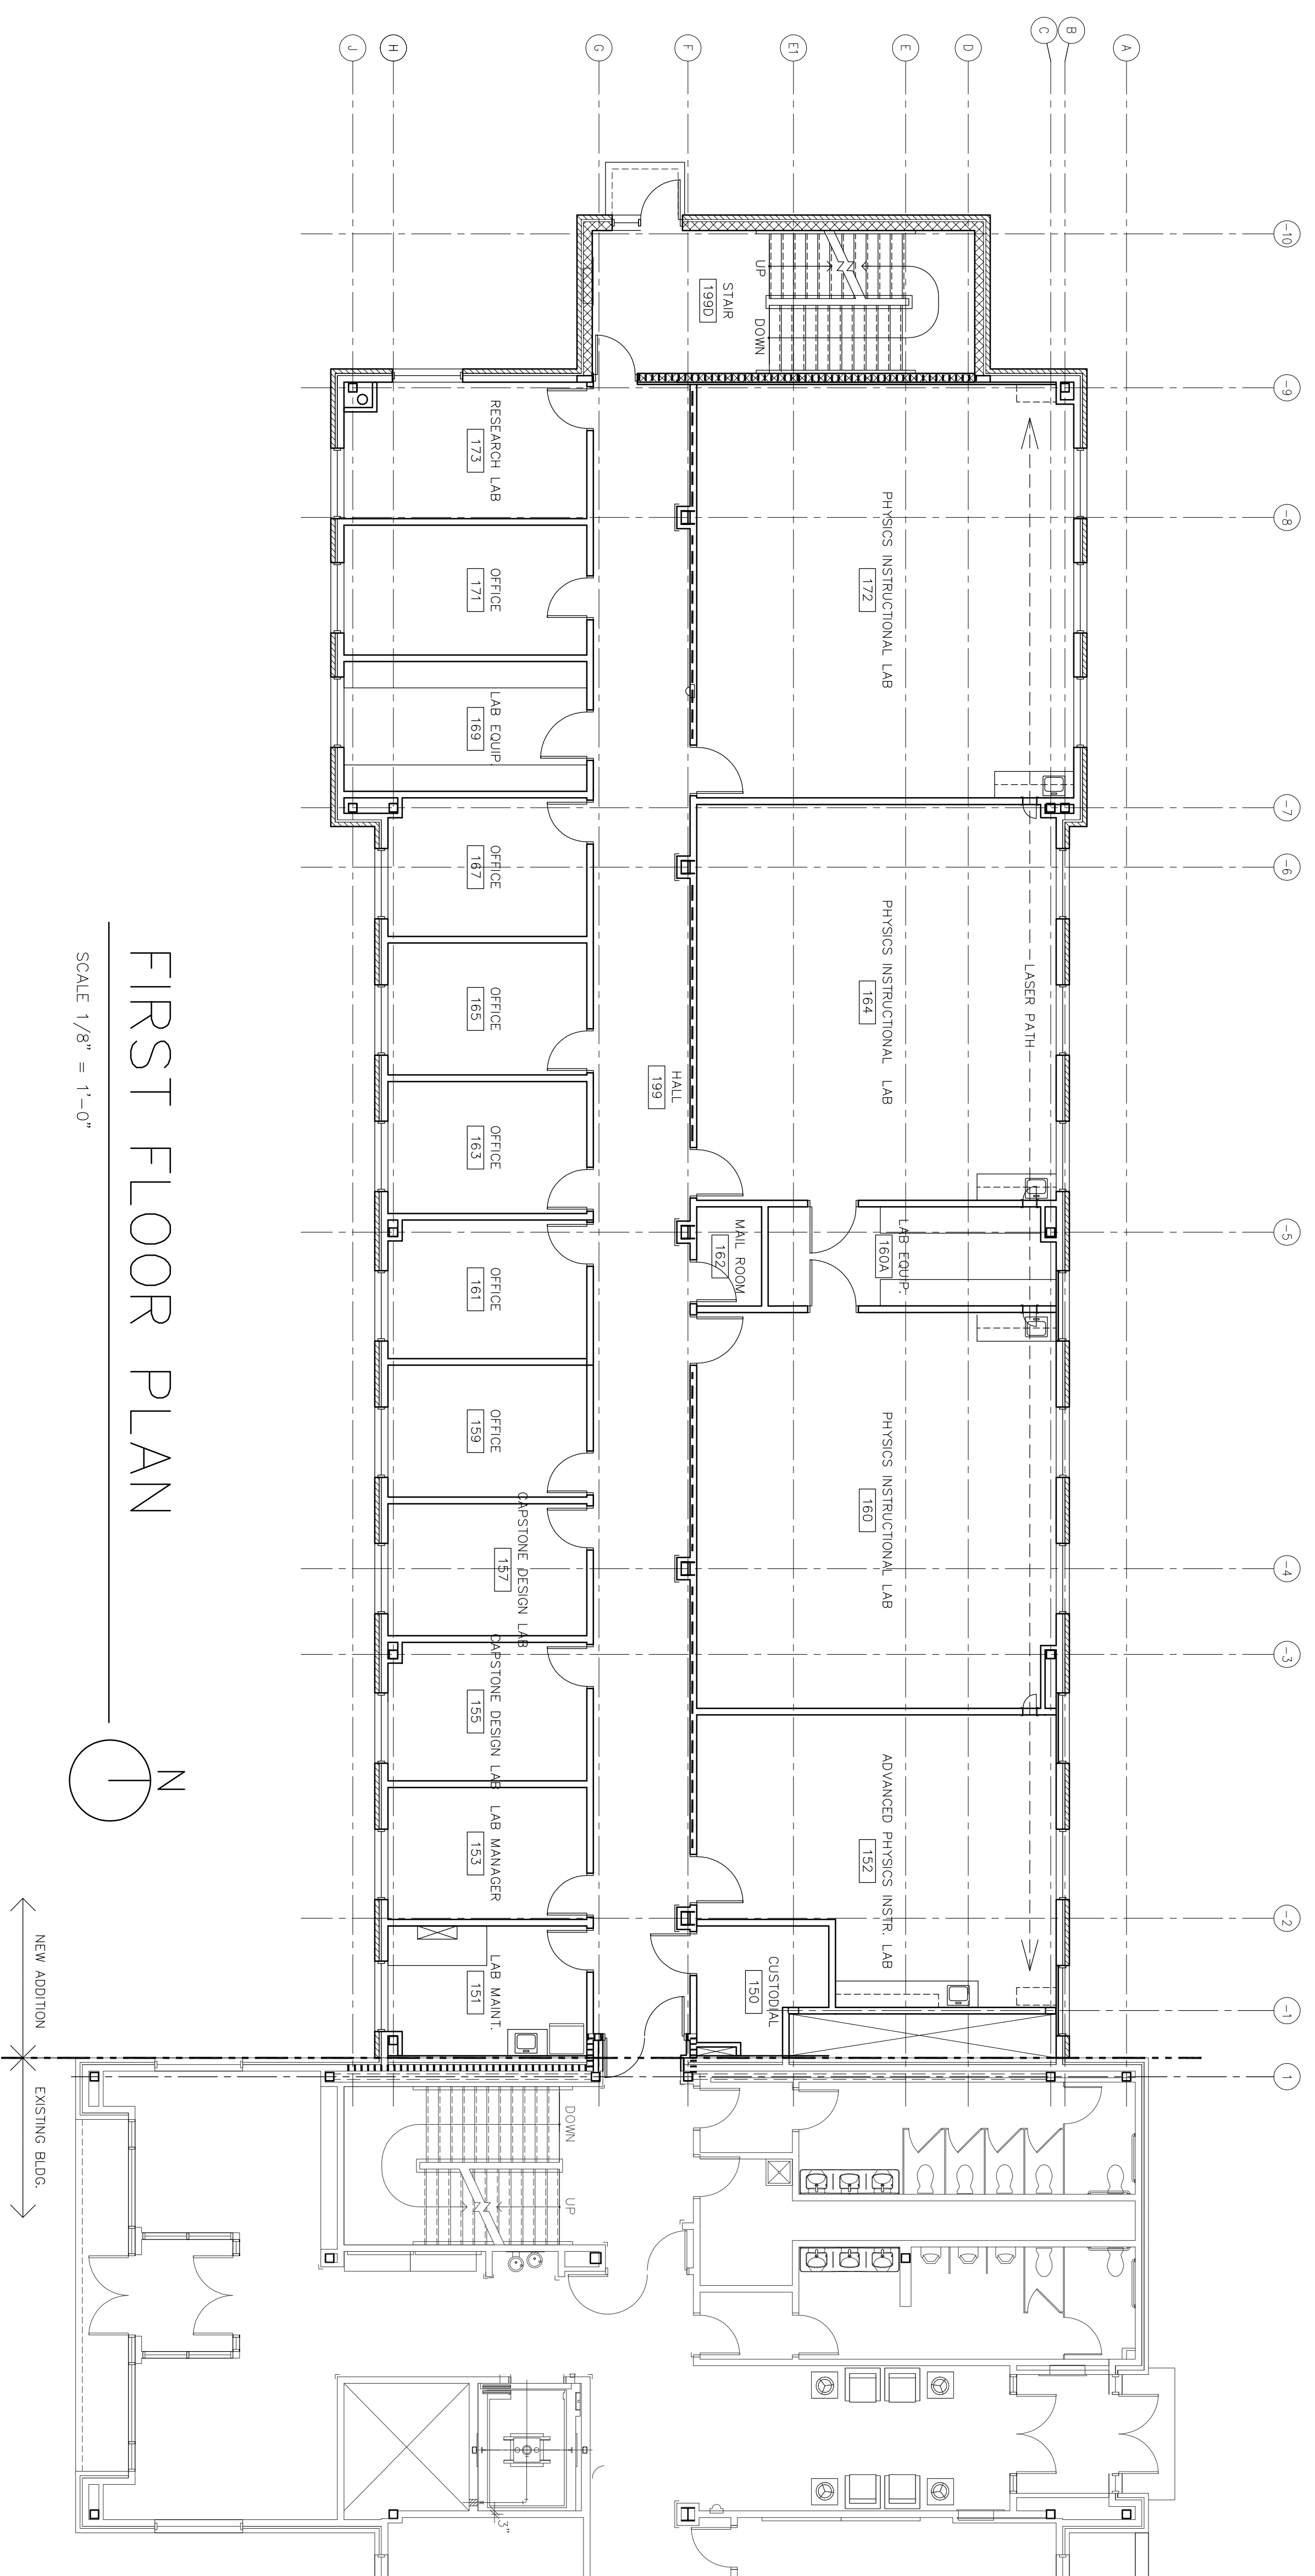 -10
-9
-8
-7
-6
-5
-4
-3
-2
-1
1
A
B
C
D
E
E1
F
G
H
J
STAIR
199D
UP
DOWN
LASER PATH
PHYSICS INSTRUCTIONAL LAB
172
PHYSICS INSTRUCTIONAL LAB
164
LAB EQUIP.
160A
MAIL ROOM
162
PHYSICS INSTRUCTIONAL LAB
160
ADVANCED PHYSICS INSTR. LAB
152
CUSTODIAL
150
HALL
199
RESEARCH LAB
173
OFFICE
171
LAB EQUIP.
169
OFFICE
167
OFFICE
165
OFFICE
163
OFFICE
161
OFFICE
159
CAPSTONE DESIGN LAB
157
CAPSTONE DESIGN LAB
155
LAB MANAGER
153
LAB MAINT.
151
DOWN
UP
3"
FIRST FLOOR PLAN
SCALE 1/8" = 1'-0"
N
NEW ADDITION
EXISTING BLDG.